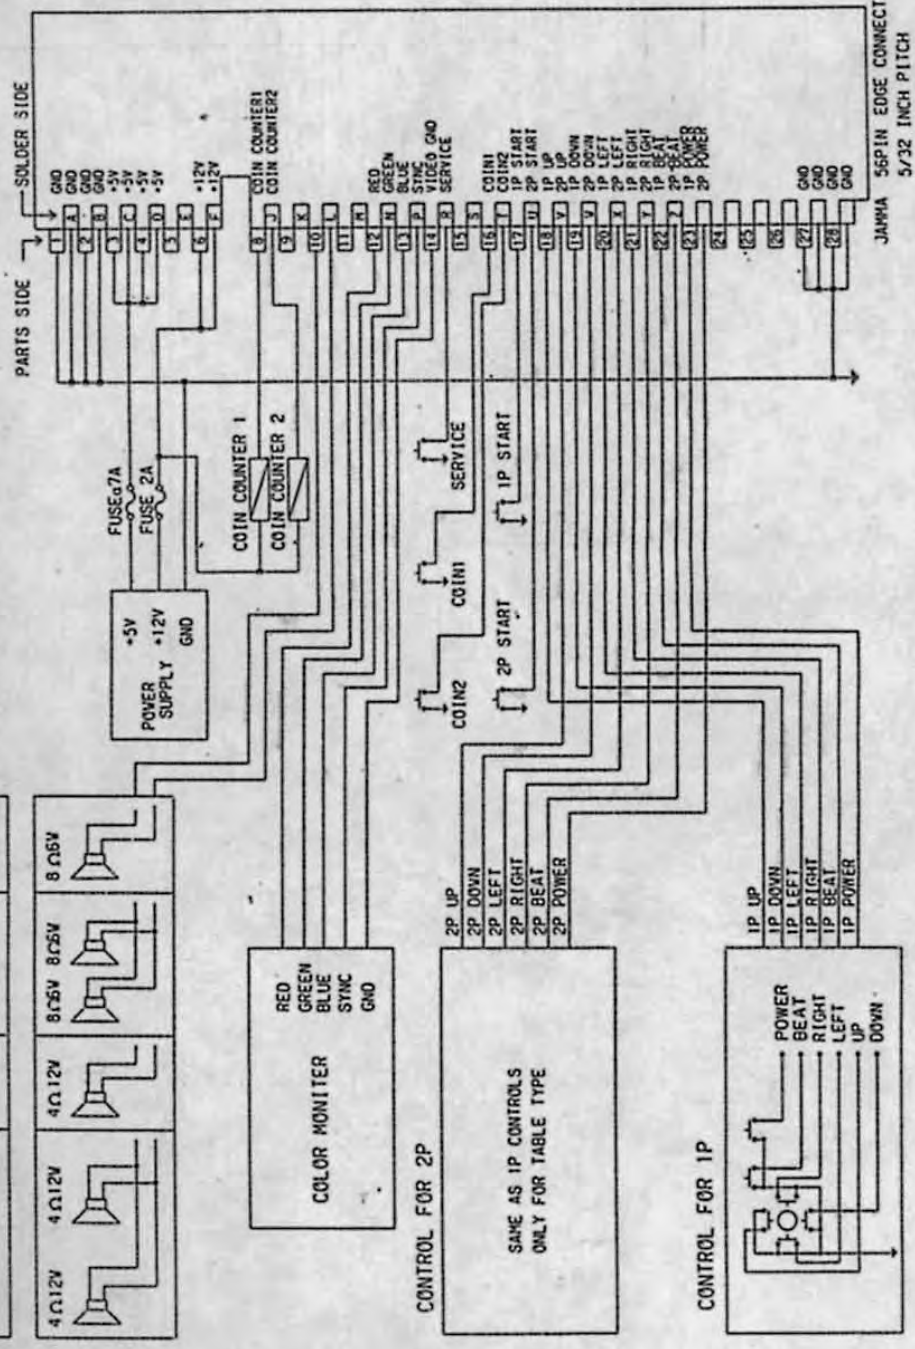 SOLDER SIDE
PARTS SIDE
GND
GND
GND
GND
+5V
+5V
+5V
+5V
+12V
+12V
COIN COUNTER1
COIN COUNTER2
RED
GREEN
BLUE
SYNC
VIDEO GND
SERVICE
COIN1
COIN2
1P START
2P START
1P UP
2P UP
1P DOWN
2P DOWN
1P LEFT
2P LEFT
1P RIGHT
2P RIGHT
1P BEAT
2P BEAT
1P POWER
2P POWER
GND
GND
GND
GND
A
B
C
D
E
F
J
K
L
M
N
P
R
S
T
U
V
V
X
Y
Z
1
2
3
4
5
6
8
9
10
11
12
13
14
15
16
17
18
19
20
21
22
23
24
25
26
27
28
JAMMA 56PIN EDGE CONNECT
5/32 INCH PITCH
FUSEa7A
FUSE 2A
POWER
SUPPLY
+5V
+12V
GND
COIN COUNTER 1
COIN COUNTER 2
SERVICE
COIN1
COIN2
1P START
2P START
4Ω12V
4Ω12V
4Ω12V
8Ω6V
8Ω6V
8Ω6V
COLOR MONITER
RED
GREEN
BLUE
SYNC
GND
CONTROL FOR 2P
SAME AS 1P CONTROLS
ONLY FOR TABLE TYPE
2P UP
2P DOWN
2P LEFT
2P RIGHT
2P BEAT
2P POWER
CONTROL FOR 1P
POWER
BEAT
RIGHT
LEFT
UP
DOWN
1P UP
1P DOWN
1P LEFT
1P RIGHT
1P BEAT
1P POWER